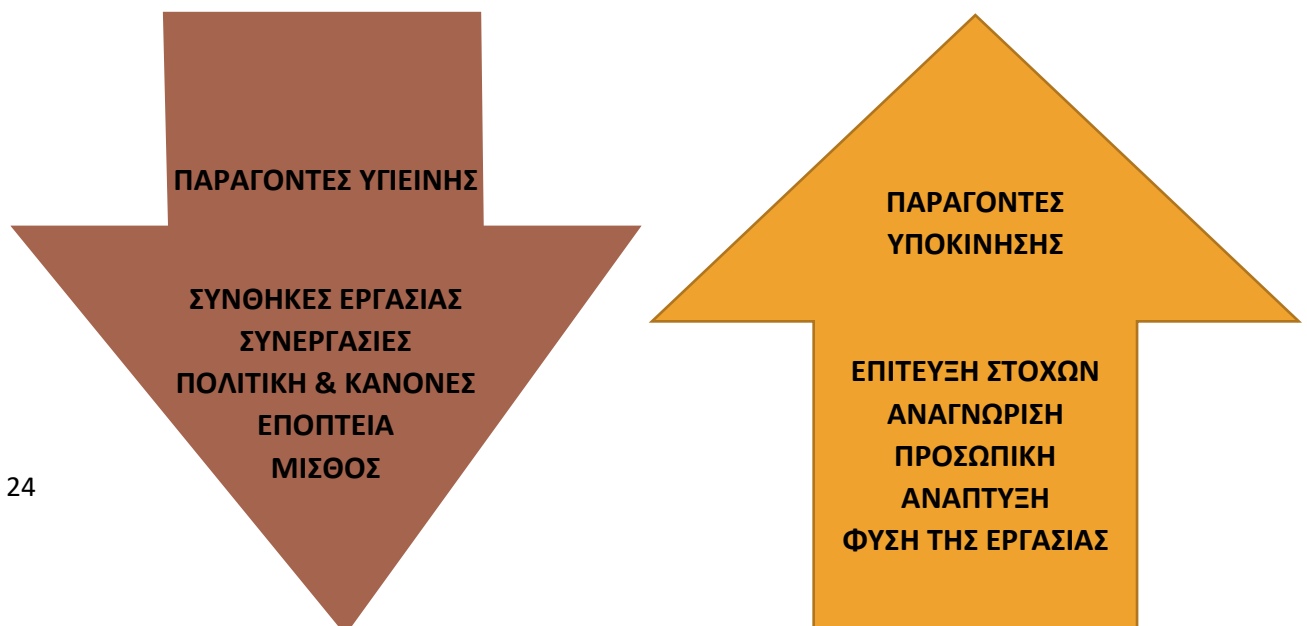 ΠΑΡΑΓΟΝΤΕΣ ΥΓΙΕΙΝΗΣ
ΣΥΝΘΗΚΕΣ ΕΡΓΑΣΙΑΣ
ΣΥΝΕΡΓΑΣΙΕΣ
ΠΟΛΙΤΙΚΗ & ΚΑΝΟΝΕΣ
ΕΠΟΠΤΕΙΑ
ΜΙΣΘΟΣ
24
ΠΑΡΑΓΟΝΤΕΣ
ΥΠΟΚΙΝΗΣΗΣ
ΕΠΙΤΕΥΞΗ ΣΤΟΧΩΝ
ΑΝΑΓΝΩΡΙΣΗ
ΠΡΟΣΩΠΙΚΗ
ΑΝΑΠΤΥΞΗ
ΦΥΣΗ ΤΗΣ ΕΡΓΑΣΙΑΣ